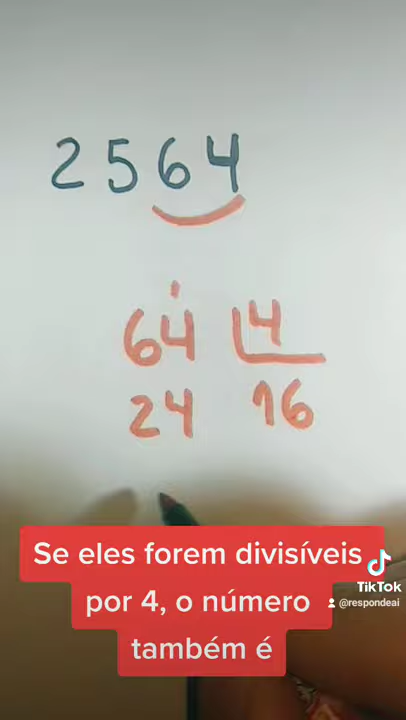 2564
64 4
24 16
Se eles forem divisíveis
por 4, o número
também é
TikTok
@respondeai